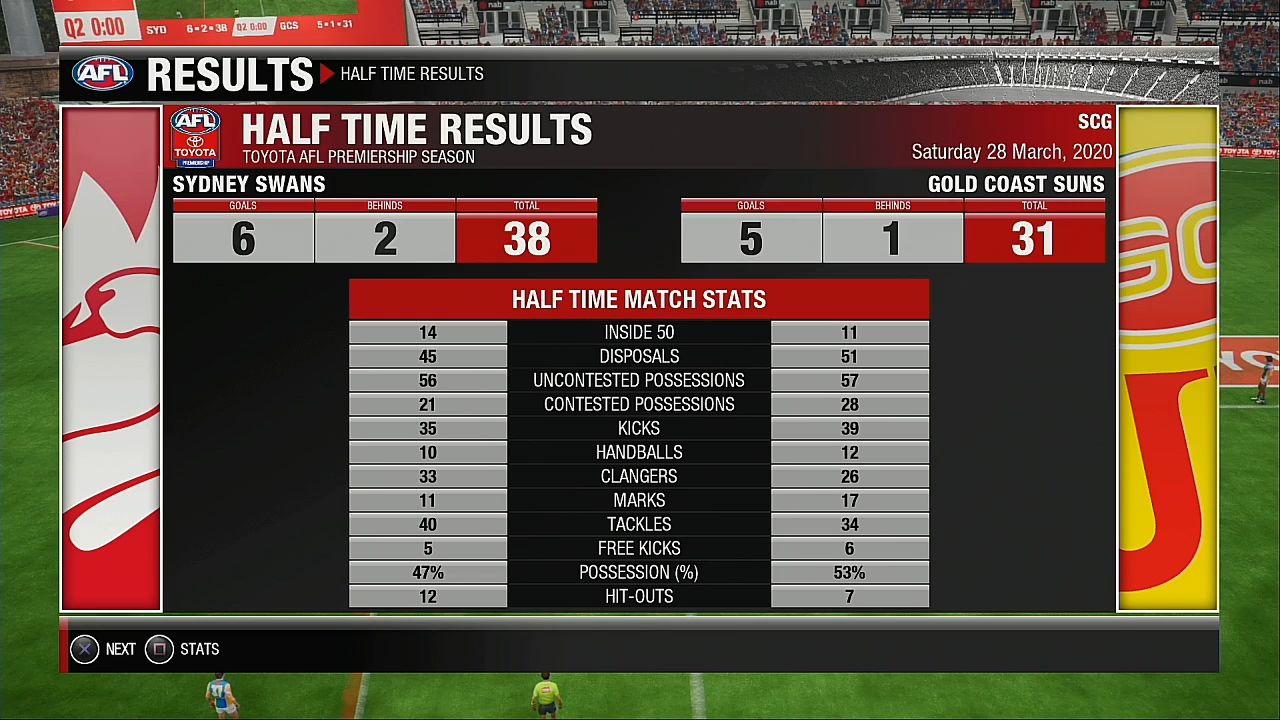 nab
nab
nab
Q2 0:00 SYD 6•2•38 Q2 0:00 GCS 5•1•31
AFL RESULTS HALF TIME RESULTS
AFL
TOYOTA
PREMIERSHIP
HALF TIME RESULTS
TOYOTA AFL PREMIERSHIP SEASON
SCG
Saturday 28 March, 2020
SYDNEY SWANS GOLD COAST SUNS
GOALS BEHINDS TOTAL GOALS BEHINDS TOTAL
6 2 38 5 1 31
HALF TIME MATCH STATS
14 INSIDE 50 11
45 DISPOSALS 51
56 UNCONTESTED POSSESSIONS 57
21 CONTESTED POSSESSIONS 28
35 KICKS 39
10 HANDBALLS 12
33 CLANGERS 26
11 MARKS 17
40 TACKLES 34
5 FREE KICKS 6
47% POSSESSION (%) 53%
12 HIT-OUTS 7
NEXT STATS